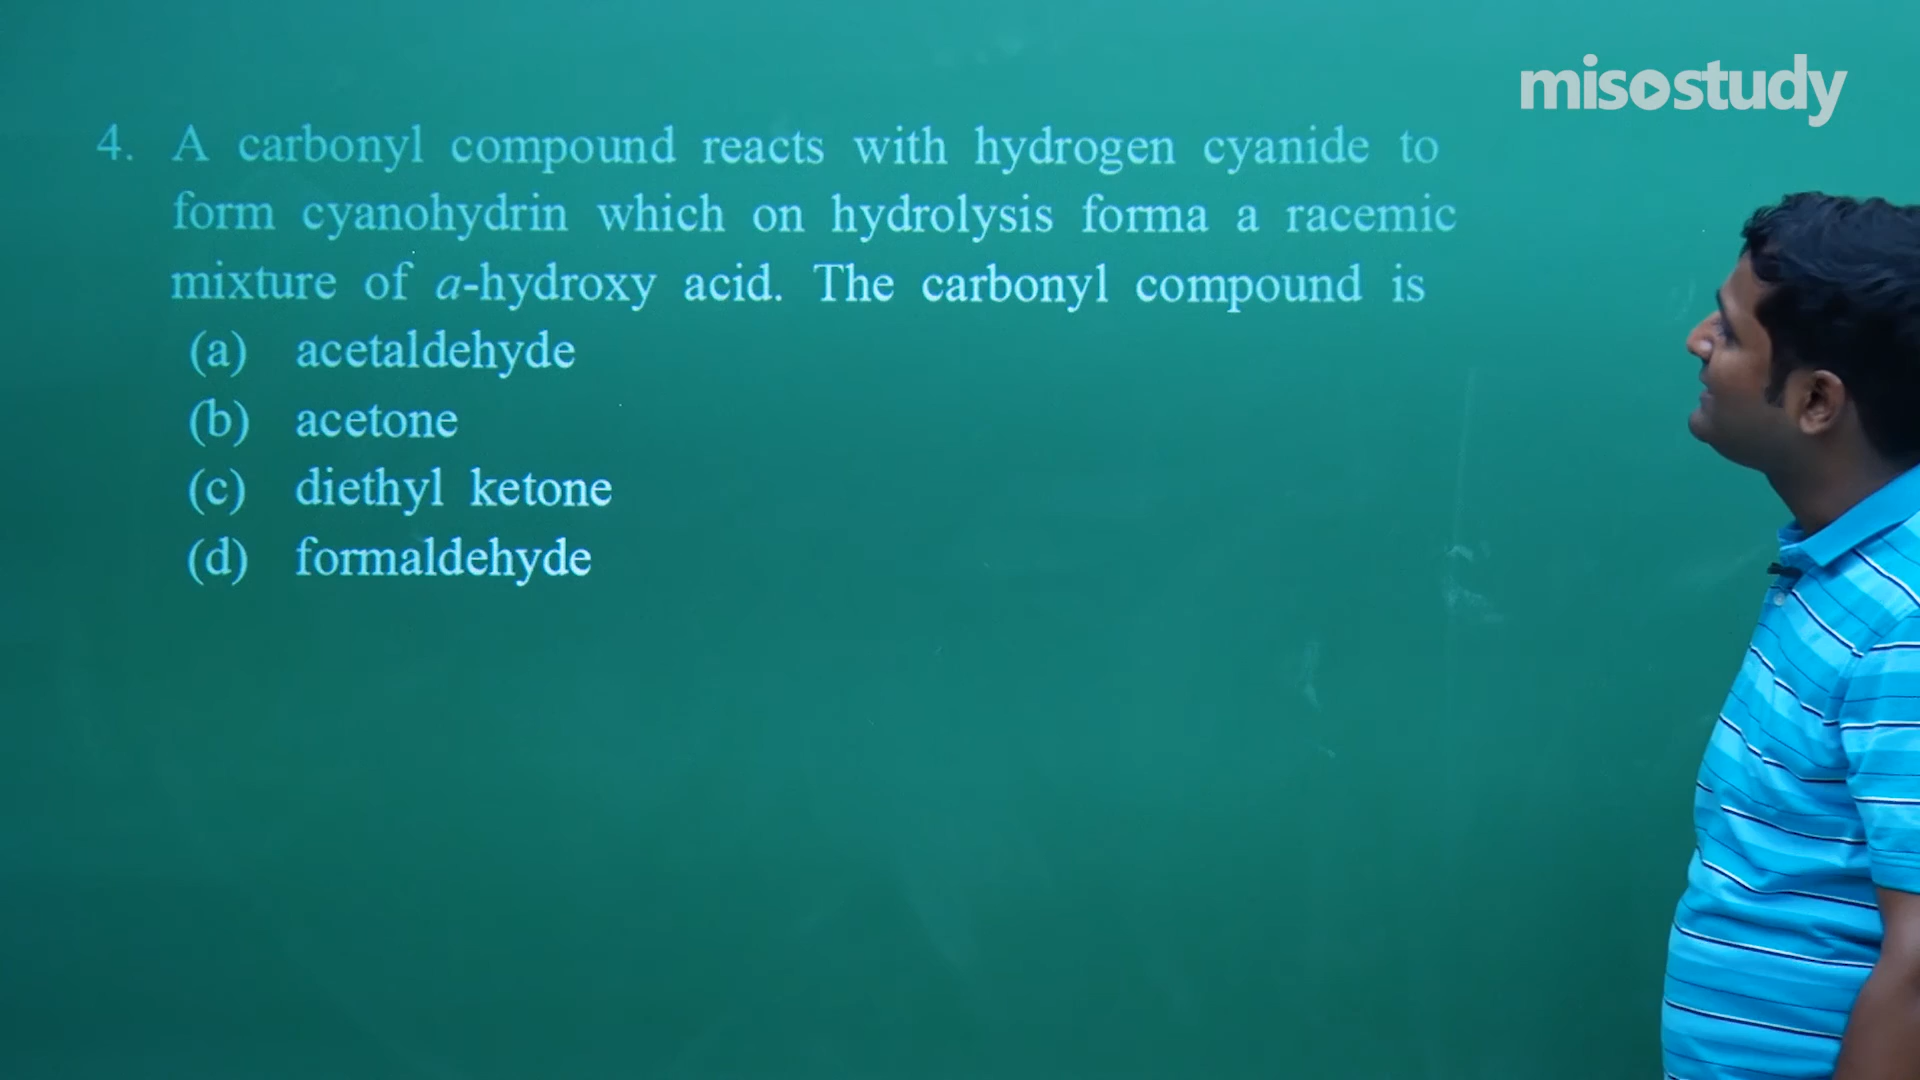 misostudy
4. A carbonyl compound reacts with hydrogen cyanide to
form cyanohydrin which on hydrolysis forma a racemic
mixture of a-hydroxy acid. The carbonyl compound is
(a) acetaldehyde
(b) acetone
(c) diethyl ketone
(d) formaldehyde